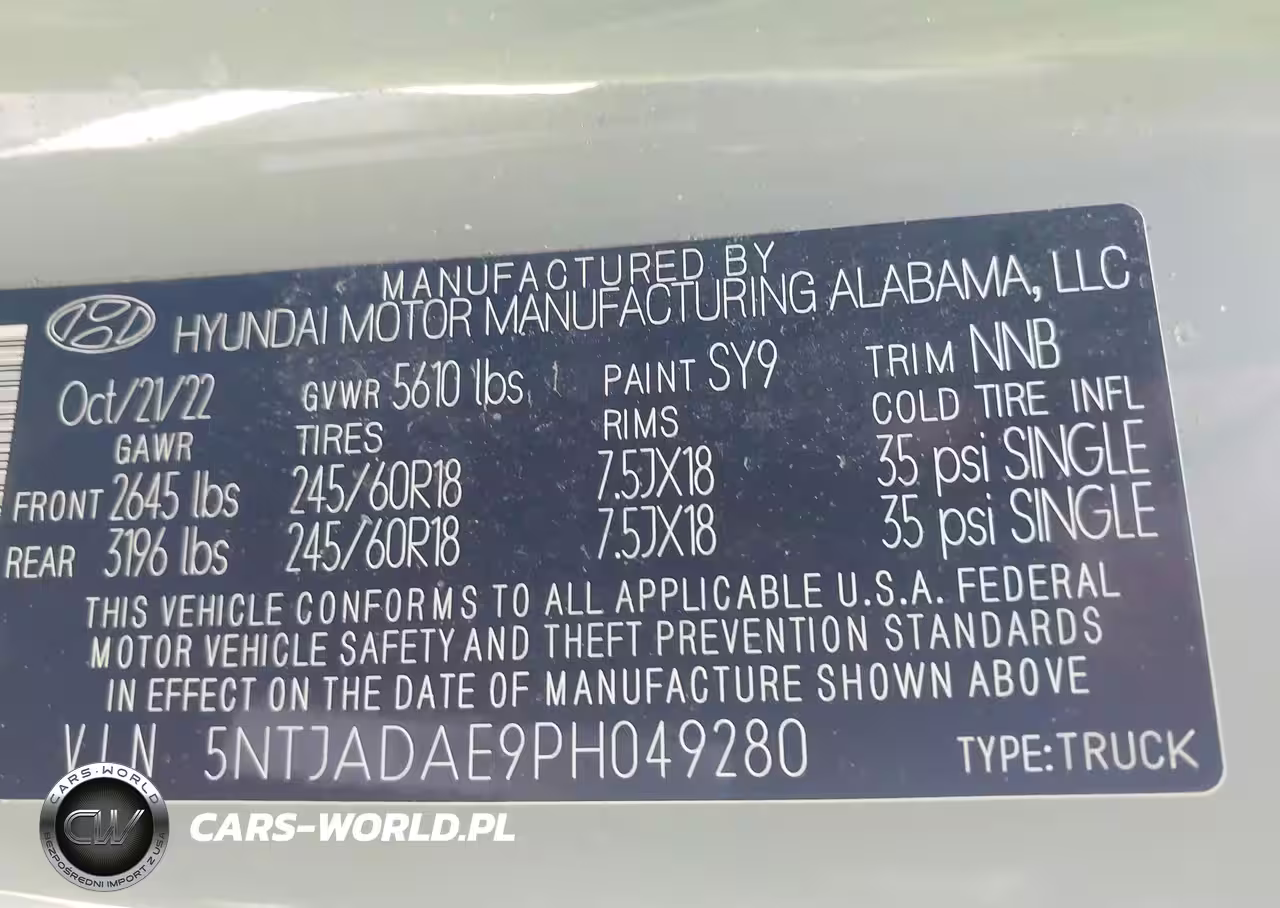 MANUFACTURED BY
HYUNDAI MOTOR MANUFACTURING ALABAMA, LLC
Oct/21/22 GVWR 5610 lbs PAINT SY9 TRIM NNB
GAWR TIRES RIMS COLD TIRE INFL
FRONT 2645 lbs 245/60R18 7.5JX18 35 psi SINGLE
REAR 3196 lbs 245/60R18 7.5JX18 35 psi SINGLE
THIS VEHICLE CONFORMS TO ALL APPLICABLE U.S.A. FEDERAL
MOTOR VEHICLE SAFETY AND THEFT PREVENTION STANDARDS
IN EFFECT ON THE DATE OF MANUFACTURE SHOWN ABOVE
VIN 5NTJADAE9PH049280 TYPE:TRUCK
CARS-WORLD
CW
BEZPOŚREDNI IMPORT Z USA
CARS-WORLD.PL